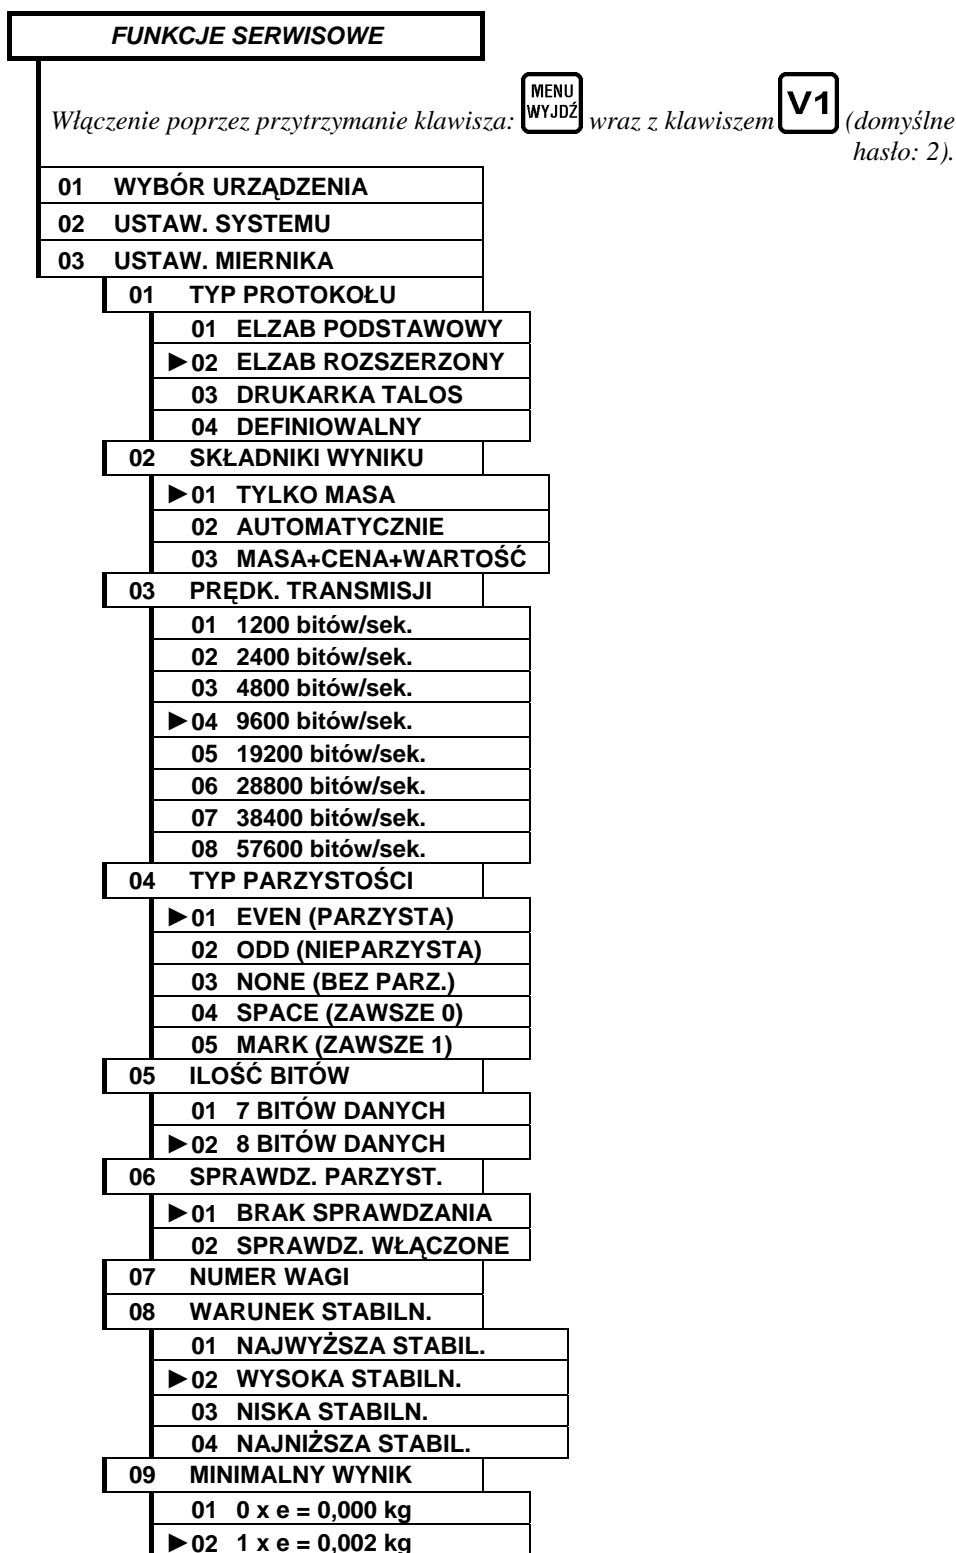 FUNKCJE SERWISOWE
Włączenie poprzez przytrzymanie klawisza: MENU WYJDŹ wraz z klawiszem V1 (domyślne
hasło: 2).
01 WYBÓR URZĄDZENIA
02 USTAW. SYSTEMU
03 USTAW. MIERNIKA
01 TYP PROTOKOŁU
01 ELZAB PODSTAWOWY
►02 ELZAB ROZSZERZONY
03 DRUKARKA TALOS
04 DEFINIOWALNY
02 SKŁADNIKI WYNIKU
►01 TYLKO MASA
02 AUTOMATYCZNIE
03 MASA+CENA+WARTOŚĆ
03 PRĘDK. TRANSMISJI
01 1200 bitów/sek.
02 2400 bitów/sek.
03 4800 bitów/sek.
►04 9600 bitów/sek.
05 19200 bitów/sek.
06 28800 bitów/sek.
07 38400 bitów/sek.
08 57600 bitów/sek.
04 TYP PARZYSTOŚCI
►01 EVEN (PARZYSTA)
02 ODD (NIEPARZYSTA)
03 NONE (BEZ PARZ.)
04 SPACE (ZAWSZE 0)
05 MARK (ZAWSZE 1)
05 ILOŚĆ BITÓW
01 7 BITÓW DANYCH
►02 8 BITÓW DANYCH
06 SPRAWDZ. PARZYST.
►01 BRAK SPRAWDZANIA
02 SPRAWDZ. WŁĄCZONE
07 NUMER WAGI
08 WARUNEK STABILN.
01 NAJWYŻSZA STABIL.
►02 WYSOKA STABILN.
03 NISKA STABILN.
04 NAJNIŻSZA STABIL.
09 MINIMALNY WYNIK
01 0 x e = 0,000 kg
►02 1 x e = 0,002 kg